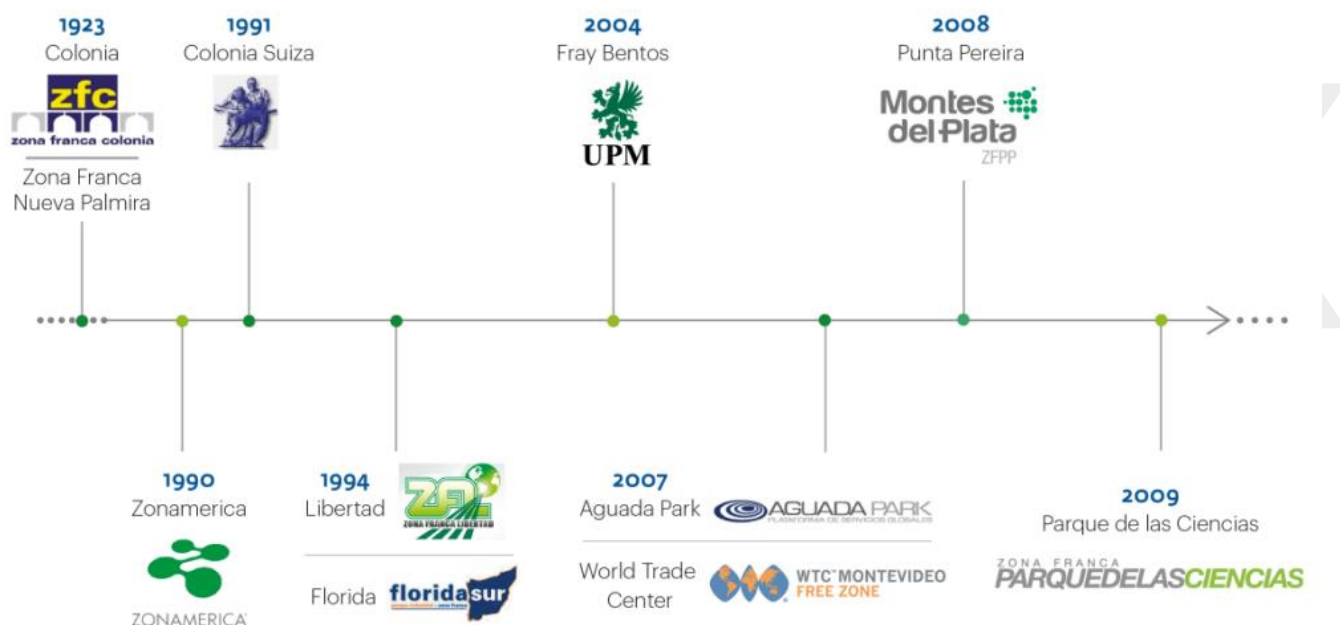 1923
Colonia
zfc
zona franca colonia
Zona Franca
Nueva Palmira
1991
Colonia Suiza
2004
Fray Bentos
UPM
2008
Punta Pereira
Montes
del Plata
ZFPP
1990
Zonamerica
ZONAMERICA
1994
Libertad
ZFL
ZONA FRANCA LIBERTAD
Florida
florida sur
2007
Aguada Park
AGUADA PARK
PLATAFORMA DE SERVICIOS GLOBALES
World Trade
Center
WTC MONTEVIDEO
FREE ZONE
2009
Parque de las Ciencias
ZONA FRANCA
PARQUEDELASCIENCIAS